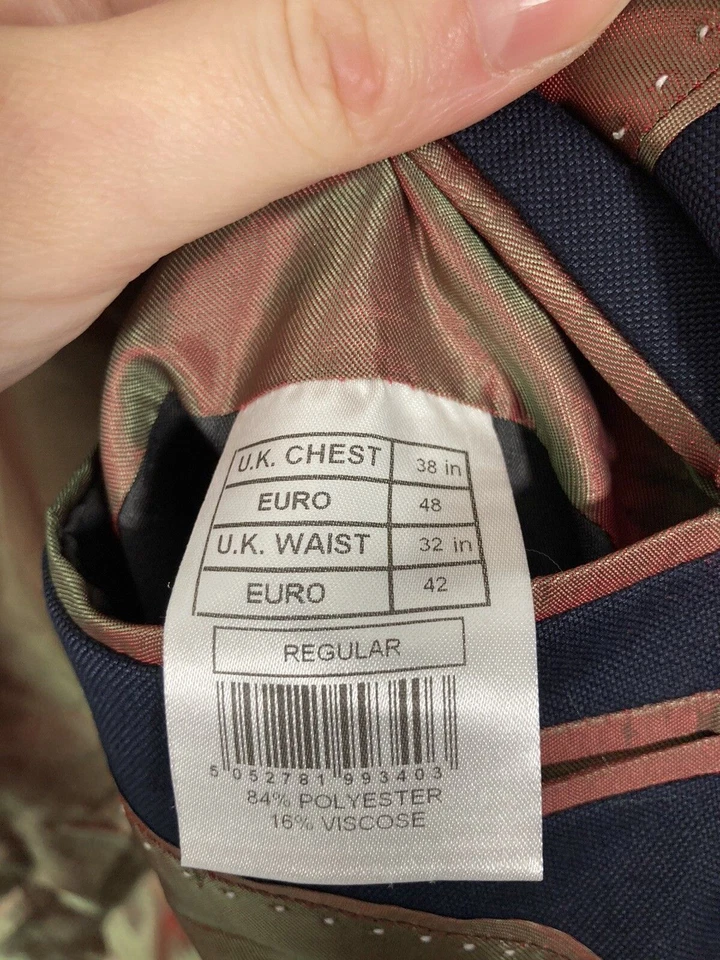 U.K. CHEST 38 in
EURO 48
U.K. WAIST 32 in
EURO 42
REGULAR
5 052781 993403
84% POLYESTER
16% VISCOSE